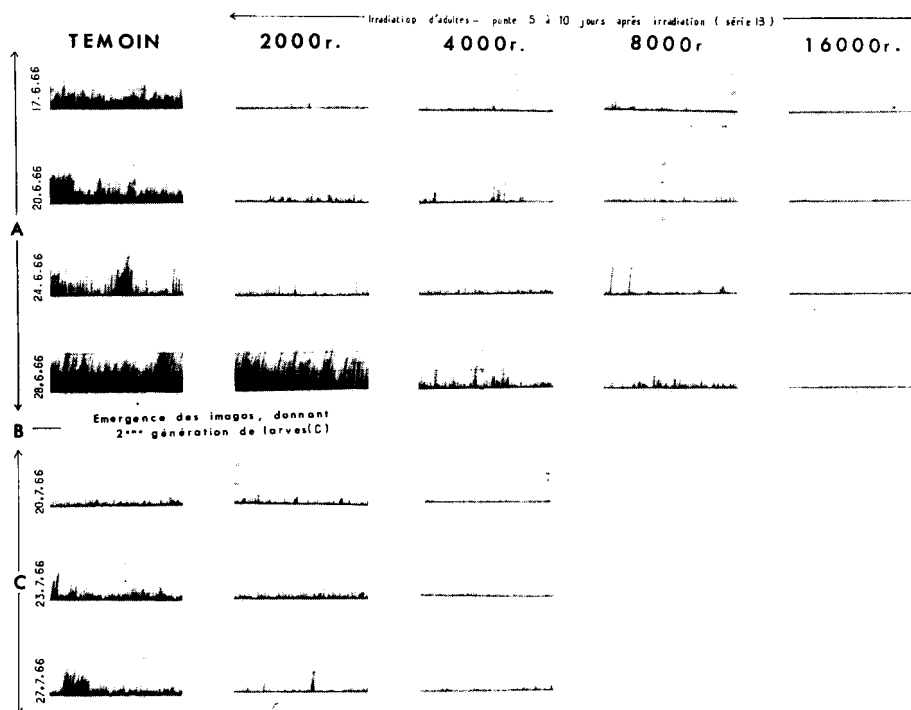 Irradiation d'adultes - ponte 5 à 10 jours après irradiation ( série 13 )
TEMOIN 2000r. 4000r. 8000r 16000r.
17.6.66
20.6.66
A
24.6.66
28.6.66
B
Emergence des imagos, donnant
2ème génération de larves(C)
20.7.66
C
23.7.66
27.7.66